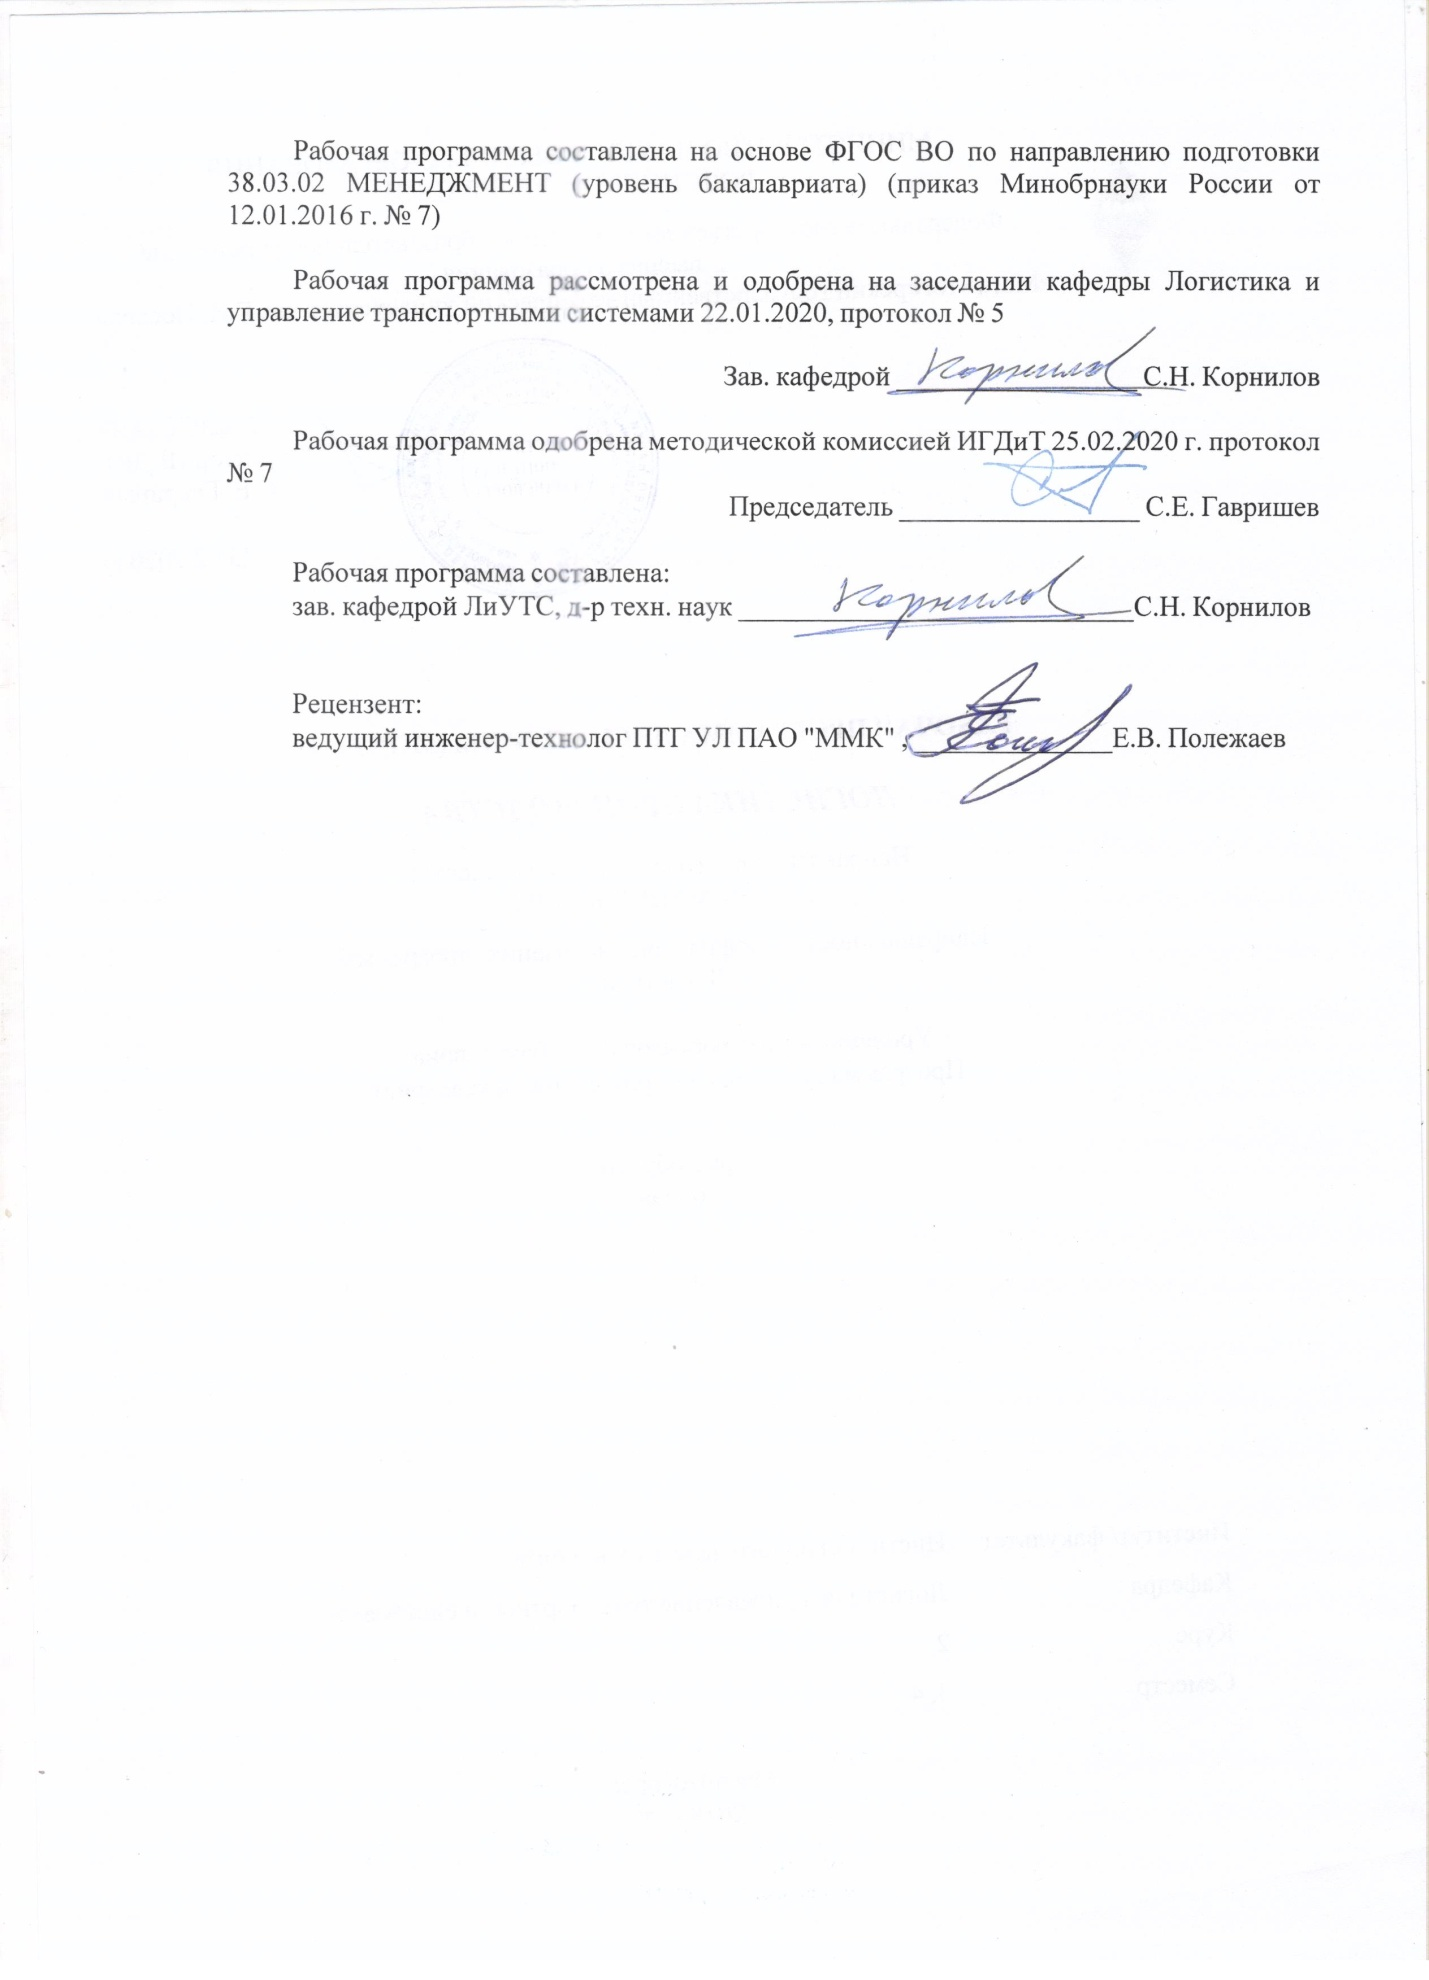 Рабочая программа составлена на основе ФГОС ВО по направлению подготовки
38.03.02 МЕНЕДЖМЕНТ (уровень бакалавриата) (приказ Минобрнауки России от
12.01.2016 г. № 7)
Рабочая программа рассмотрена и одобрена на заседании кафедры Логистика и
управление транспортными системами 22.01.2020, протокол № 5
Зав. кафедрой Корнилов С.Н. Корнилов
Рабочая программа одобрена методической комиссией ИГДиТ 25.02.2020 г. протокол
№ 7
Председатель С.Е. Гавришев
Рабочая программа составлена:
зав. кафедрой ЛиУТС, д-р техн. наук Корнилов С.Н. Корнилов
Рецензент:
ведущий инженер-технолог ПТГ УЛ ПАО "ММК" , Е.В. Полежаев